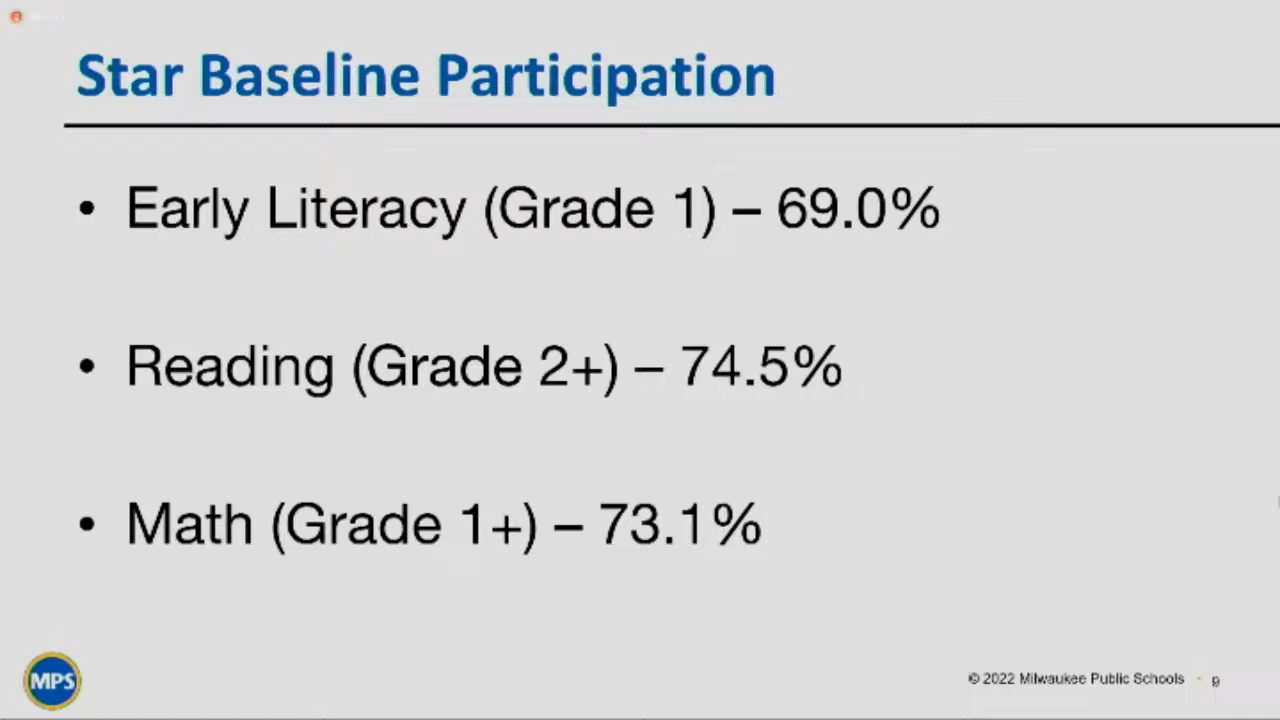 Star Baseline Participation
• Early Literacy (Grade 1) – 69.0%
• Reading (Grade 2+) – 74.5%
• Math (Grade 1+) – 73.1%
MPS
© 2022 Milwaukee Public Schools • 9